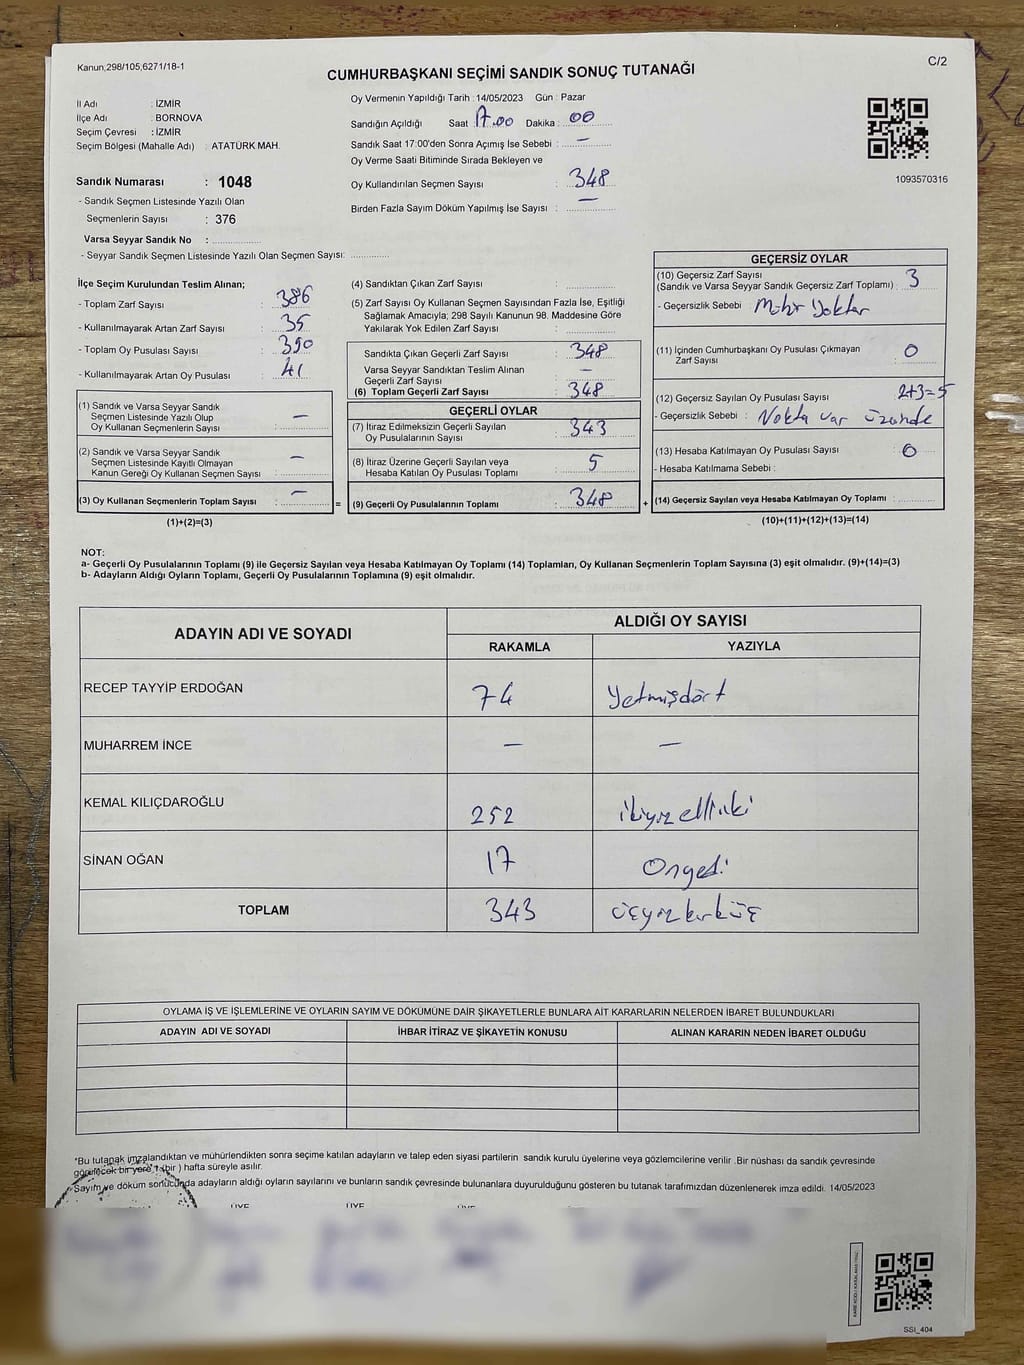 Kanun,298/105,6271/18-1
C/2
CUMHURBAŞKANI SEÇİMİ SANDIK SONUÇ TUTANAĞI
İl Adı : İZMİR
İlçe Adı : BORNOVA
Seçim Çevresi : İZMİR
Seçim Bölgesi (Mahalle Adı) : ATATÜRK MAH.
Sandık Numarası : 1048
- Sandık Seçmen Listesinde Yazılı Olan
Seçmenlerin Sayısı : 376
Varsa Seyyar Sandık No :
- Seyyar Sandık Seçmen Listesinde Yazılı Olan Seçmen Sayısı:
Oy Vermenin Yapıldığı Tarih : 14/05/2023 Gün : Pazar
Sandığın Açıldığı Saat : 17.00 Dakika : 00
Sandık Saat 17:00'den Sonra Açımış İse Sebebi : —
Oy Verme Saati Bitiminde Sırada Bekleyen ve
Oy Kullandırılan Seçmen Sayısı : 348
Birden Fazla Sayım Döküm Yapılmış İse Sayısı : —
1093570316
İlçe Seçim Kurulundan Teslim Alınan;
- Toplam Zarf Sayısı : 386
- Kullanılmayarak Artan Zarf Sayısı : 35
- Toplam Oy Pusulası Sayısı : 390
- Kullanılmayarak Artan Oy Pusulası : 41
(1) Sandık ve Varsa Seyyar Sandık
Seçmen Listesinde Yazılı Olup
Oy Kullanan Seçmenlerin Sayısı : —
(2) Sandık ve Varsa Seyyar Sandık
Seçmen Listesinde Kayıtlı Olmayan
Kanun Gereği Oy Kullanan Seçmen Sayısı : —
(3) Oy Kullanan Seçmenlerin Toplam Sayısı : — =
(1)+(2)=(3)
(4) Sandıktan Çıkan Zarf Sayısı :
(5) Zarf Sayısı Oy Kullanan Seçmen Sayısından Fazla İse, Eşitliği
Sağlamak Amacıyla; 298 Sayılı Kanunun 98. Maddesine Göre
Yakılarak Yok Edilen Zarf Sayısı :
Sandıkta Çıkan Geçerli Zarf Sayısı : 348
Varsa Seyyar Sandıktan Teslim Alınan
Geçerli Zarf Sayısı : —
(6) Toplam Geçerli Zarf Sayısı : 348
GEÇERLİ OYLAR
(7) İtiraz Edilmeksizin Geçerli Sayılan
Oy Pusulalarının Sayısı : 343
(8) İtiraz Üzerine Geçerli Sayılan veya
Hesaba Katılan Oy Pusulası Toplamı : 5
(9) Geçerli Oy Pusulalarının Toplamı : 348 +
GEÇERSİZ OYLAR
(10) Geçersiz Zarf Sayısı
(Sandık ve Varsa Seyyar Sandık Geçersiz Zarf Toplamı) : 3
- Geçersizlik Sebebi : Mühür Yoktur
(11) İçinden Cumhurbaşkanı Oy Pusulası Çıkmayan
Zarf Sayısı : 0
(12) Geçersiz Sayılan Oy Pusulası Sayısı : 2+3=5
- Geçersizlik Sebebi : Nokta var üzerinde
(13) Hesaba Katılmayan Oy Pusulası Sayısı : 0
- Hesaba Katılmama Sebebi :
(14) Geçersiz Sayılan veya Hesaba Katılmayan Oy Toplamı :
(10)+(11)+(12)+(13)=(14)
NOT:
a- Geçerli Oy Pusulalarının Toplamı (9) ile Geçersiz Sayılan veya Hesaba Katılmayan Oy Toplamı (14) Toplamları, Oy Kullanan Seçmenlerin Toplam Sayısına (3) eşit olmalıdır. (9)+(14)=(3)
b- Adayların Aldığı Oyların Toplamı, Geçerli Oy Pusulalarının Toplamına (9) eşit olmalıdır.
ADAYIN ADI VE SOYADI
ALDIĞI OY SAYISI
RAKAMLA YAZIYLA
RECEP TAYYİP ERDOĞAN 74 Yetmişdört
MUHARREM İNCE — —
KEMAL KILIÇDAROĞLU 252 ikiyüzelliiki
SİNAN OĞAN 17 Onyedi
TOPLAM 343 üçyüzkırküç
OYLAMA İŞ VE İŞLEMLERİNE VE OYLARIN SAYIM VE DÖKÜMÜNE DAİR ŞİKAYETLERLE BUNLARA AİT KARARLARIN NELERDEN İBARET BULUNDUKLARI
ADAYIN ADI VE SOYADI İHBAR İTİRAZ VE ŞİKAYETİN KONUSU ALINAN KARARIN NEDEN İBARET OLDUĞU
*Bu tutanak imzalandıktan ve mühürlendikten sonra seçime katılan adayların ve talep eden siyasi partilerin sandık kurulu üyelerine veya gözlemcilerine verilir .Bir nüshası da sandık çevresinde
görülecek bir yere 1 (bir ) hafta süreyle asılır.
Sayım ve döküm sonucunda adayların aldığı oyların sayılarını ve bunların sandık çevresinde bulunanlara duyurulduğunu gösteren bu tutanak tarafımızdan düzenlenerek imza edildi. 14/05/2023
ÜYE ÜYE ÜYE
SSI_404